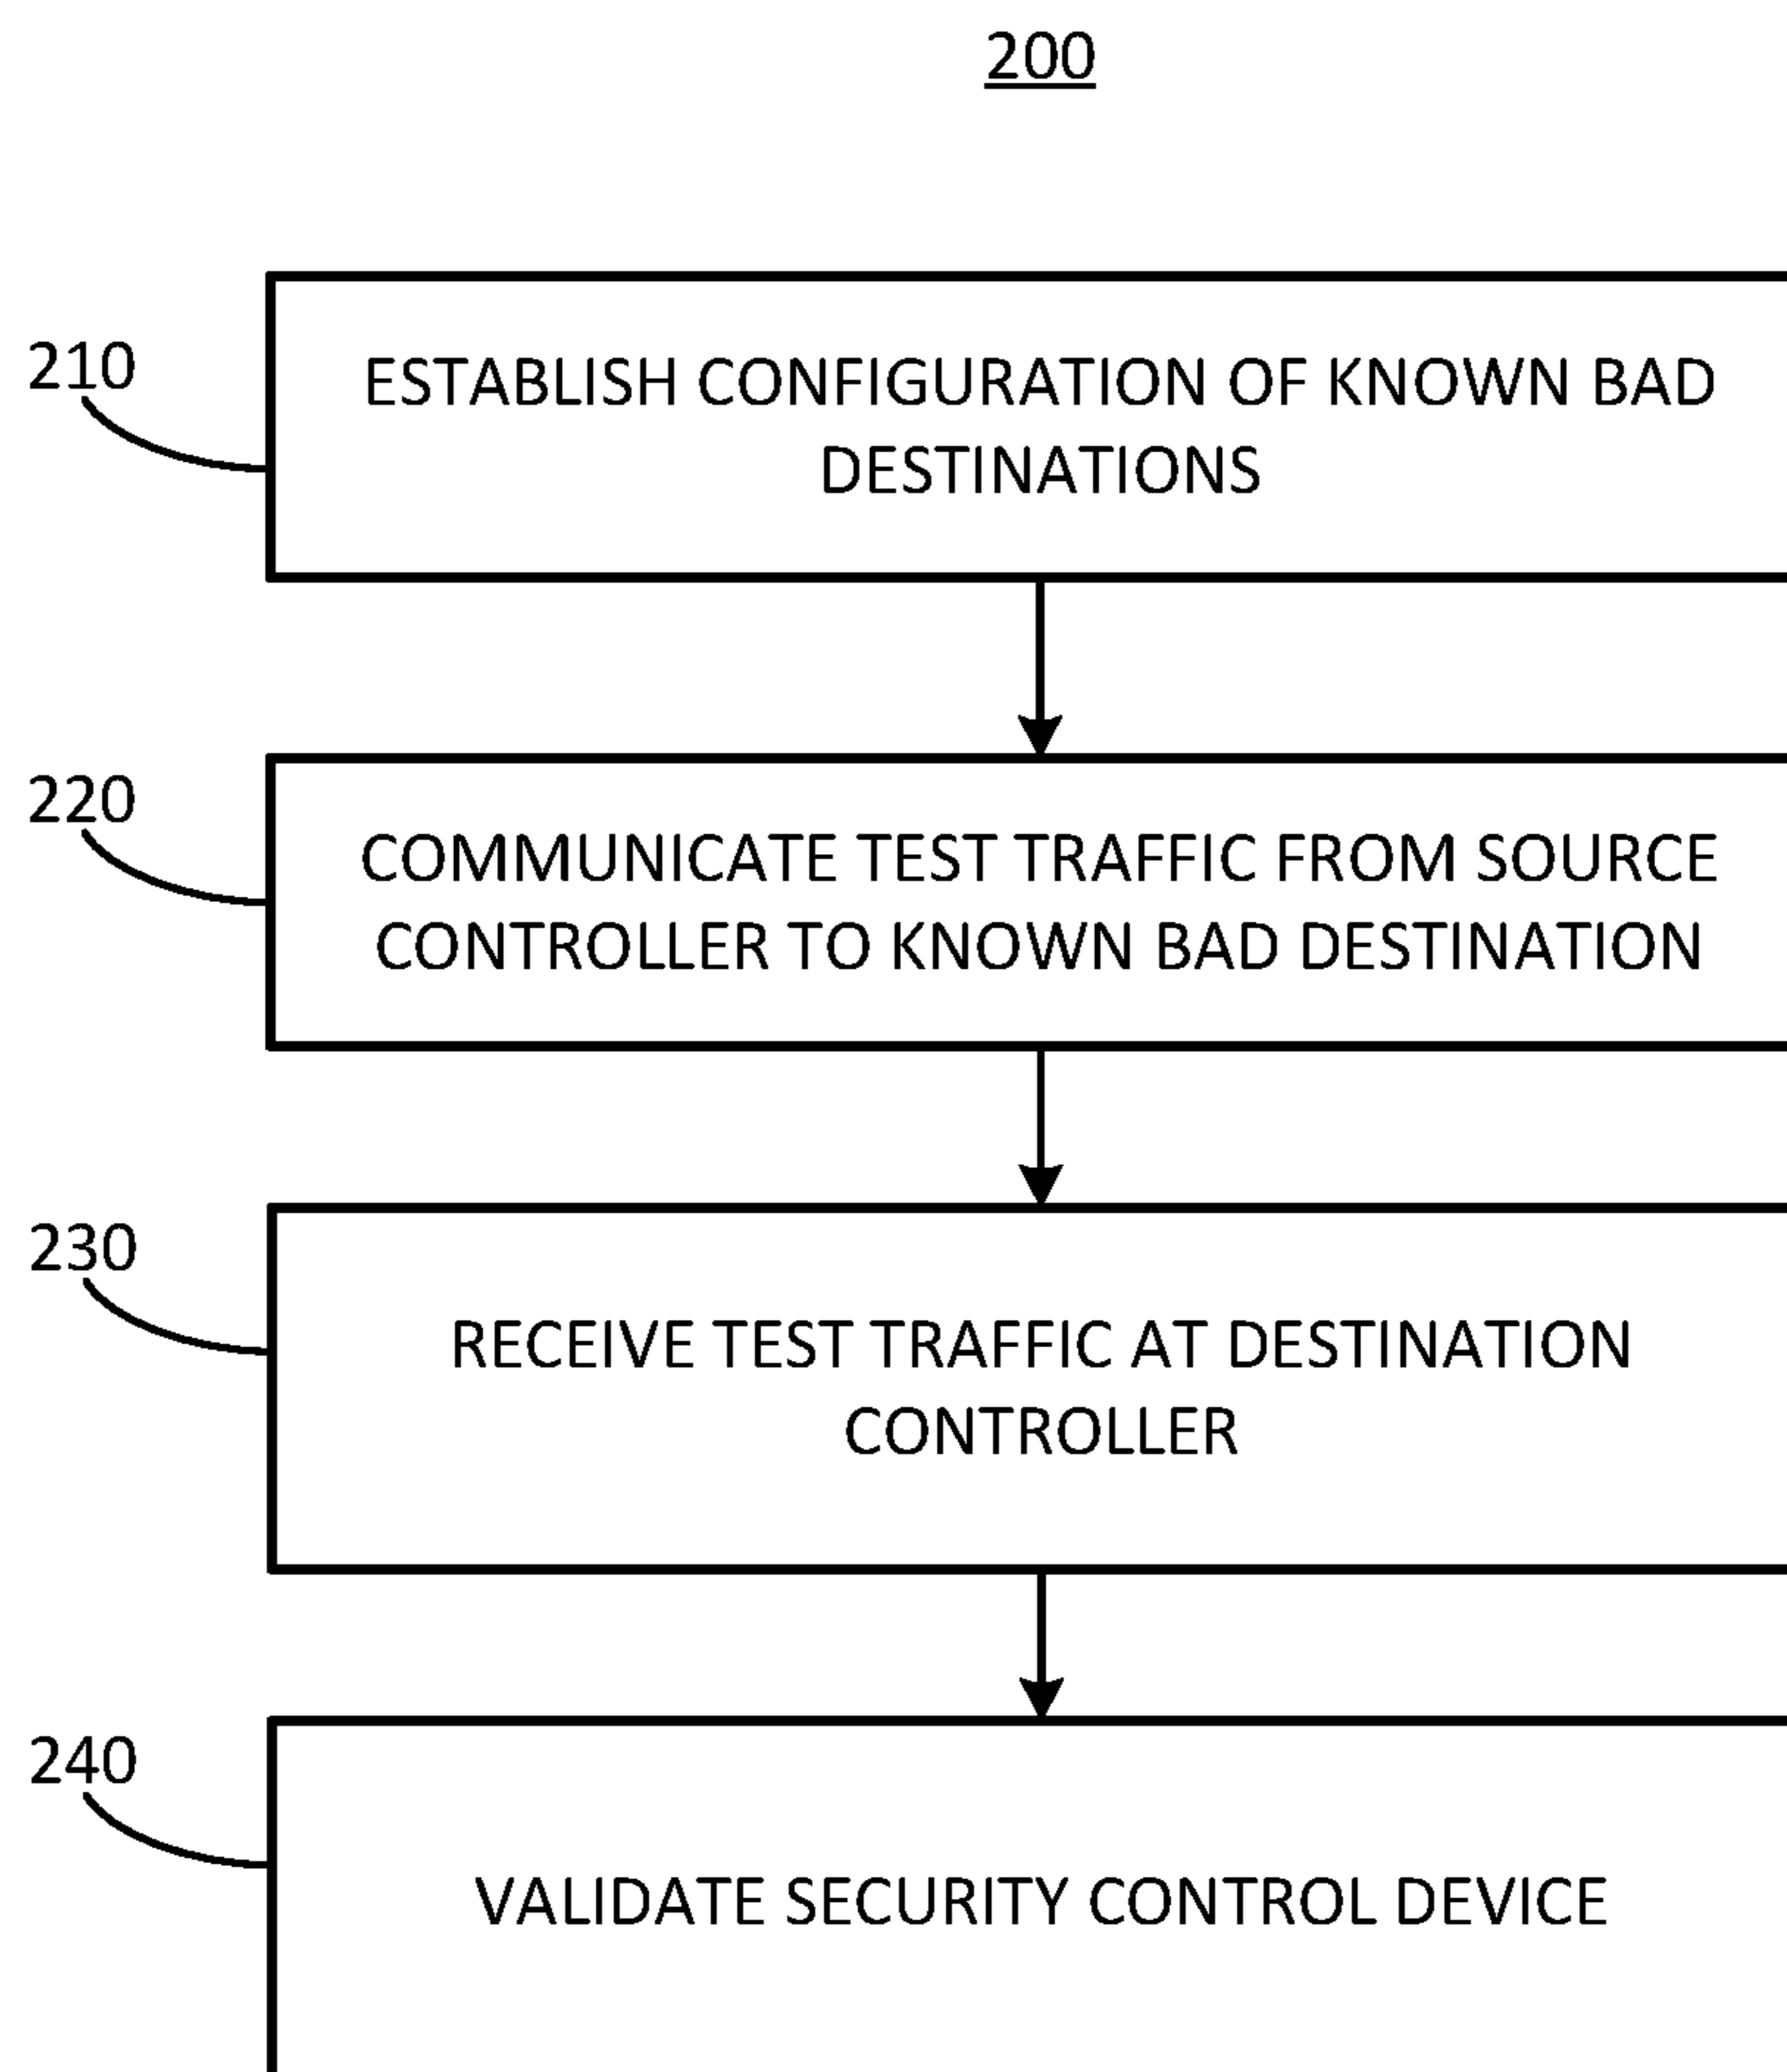 200
210
ESTABLISH CONFIGURATION OF KNOWN BAD
DESTINATIONS
220
COMMUNICATE TEST TRAFFIC FROM SOURCE
CONTROLLER TO KNOWN BAD DESTINATION
230
RECEIVE TEST TRAFFIC AT DESTINATION
CONTROLLER
240
VALIDATE SECURITY CONTROL DEVICE